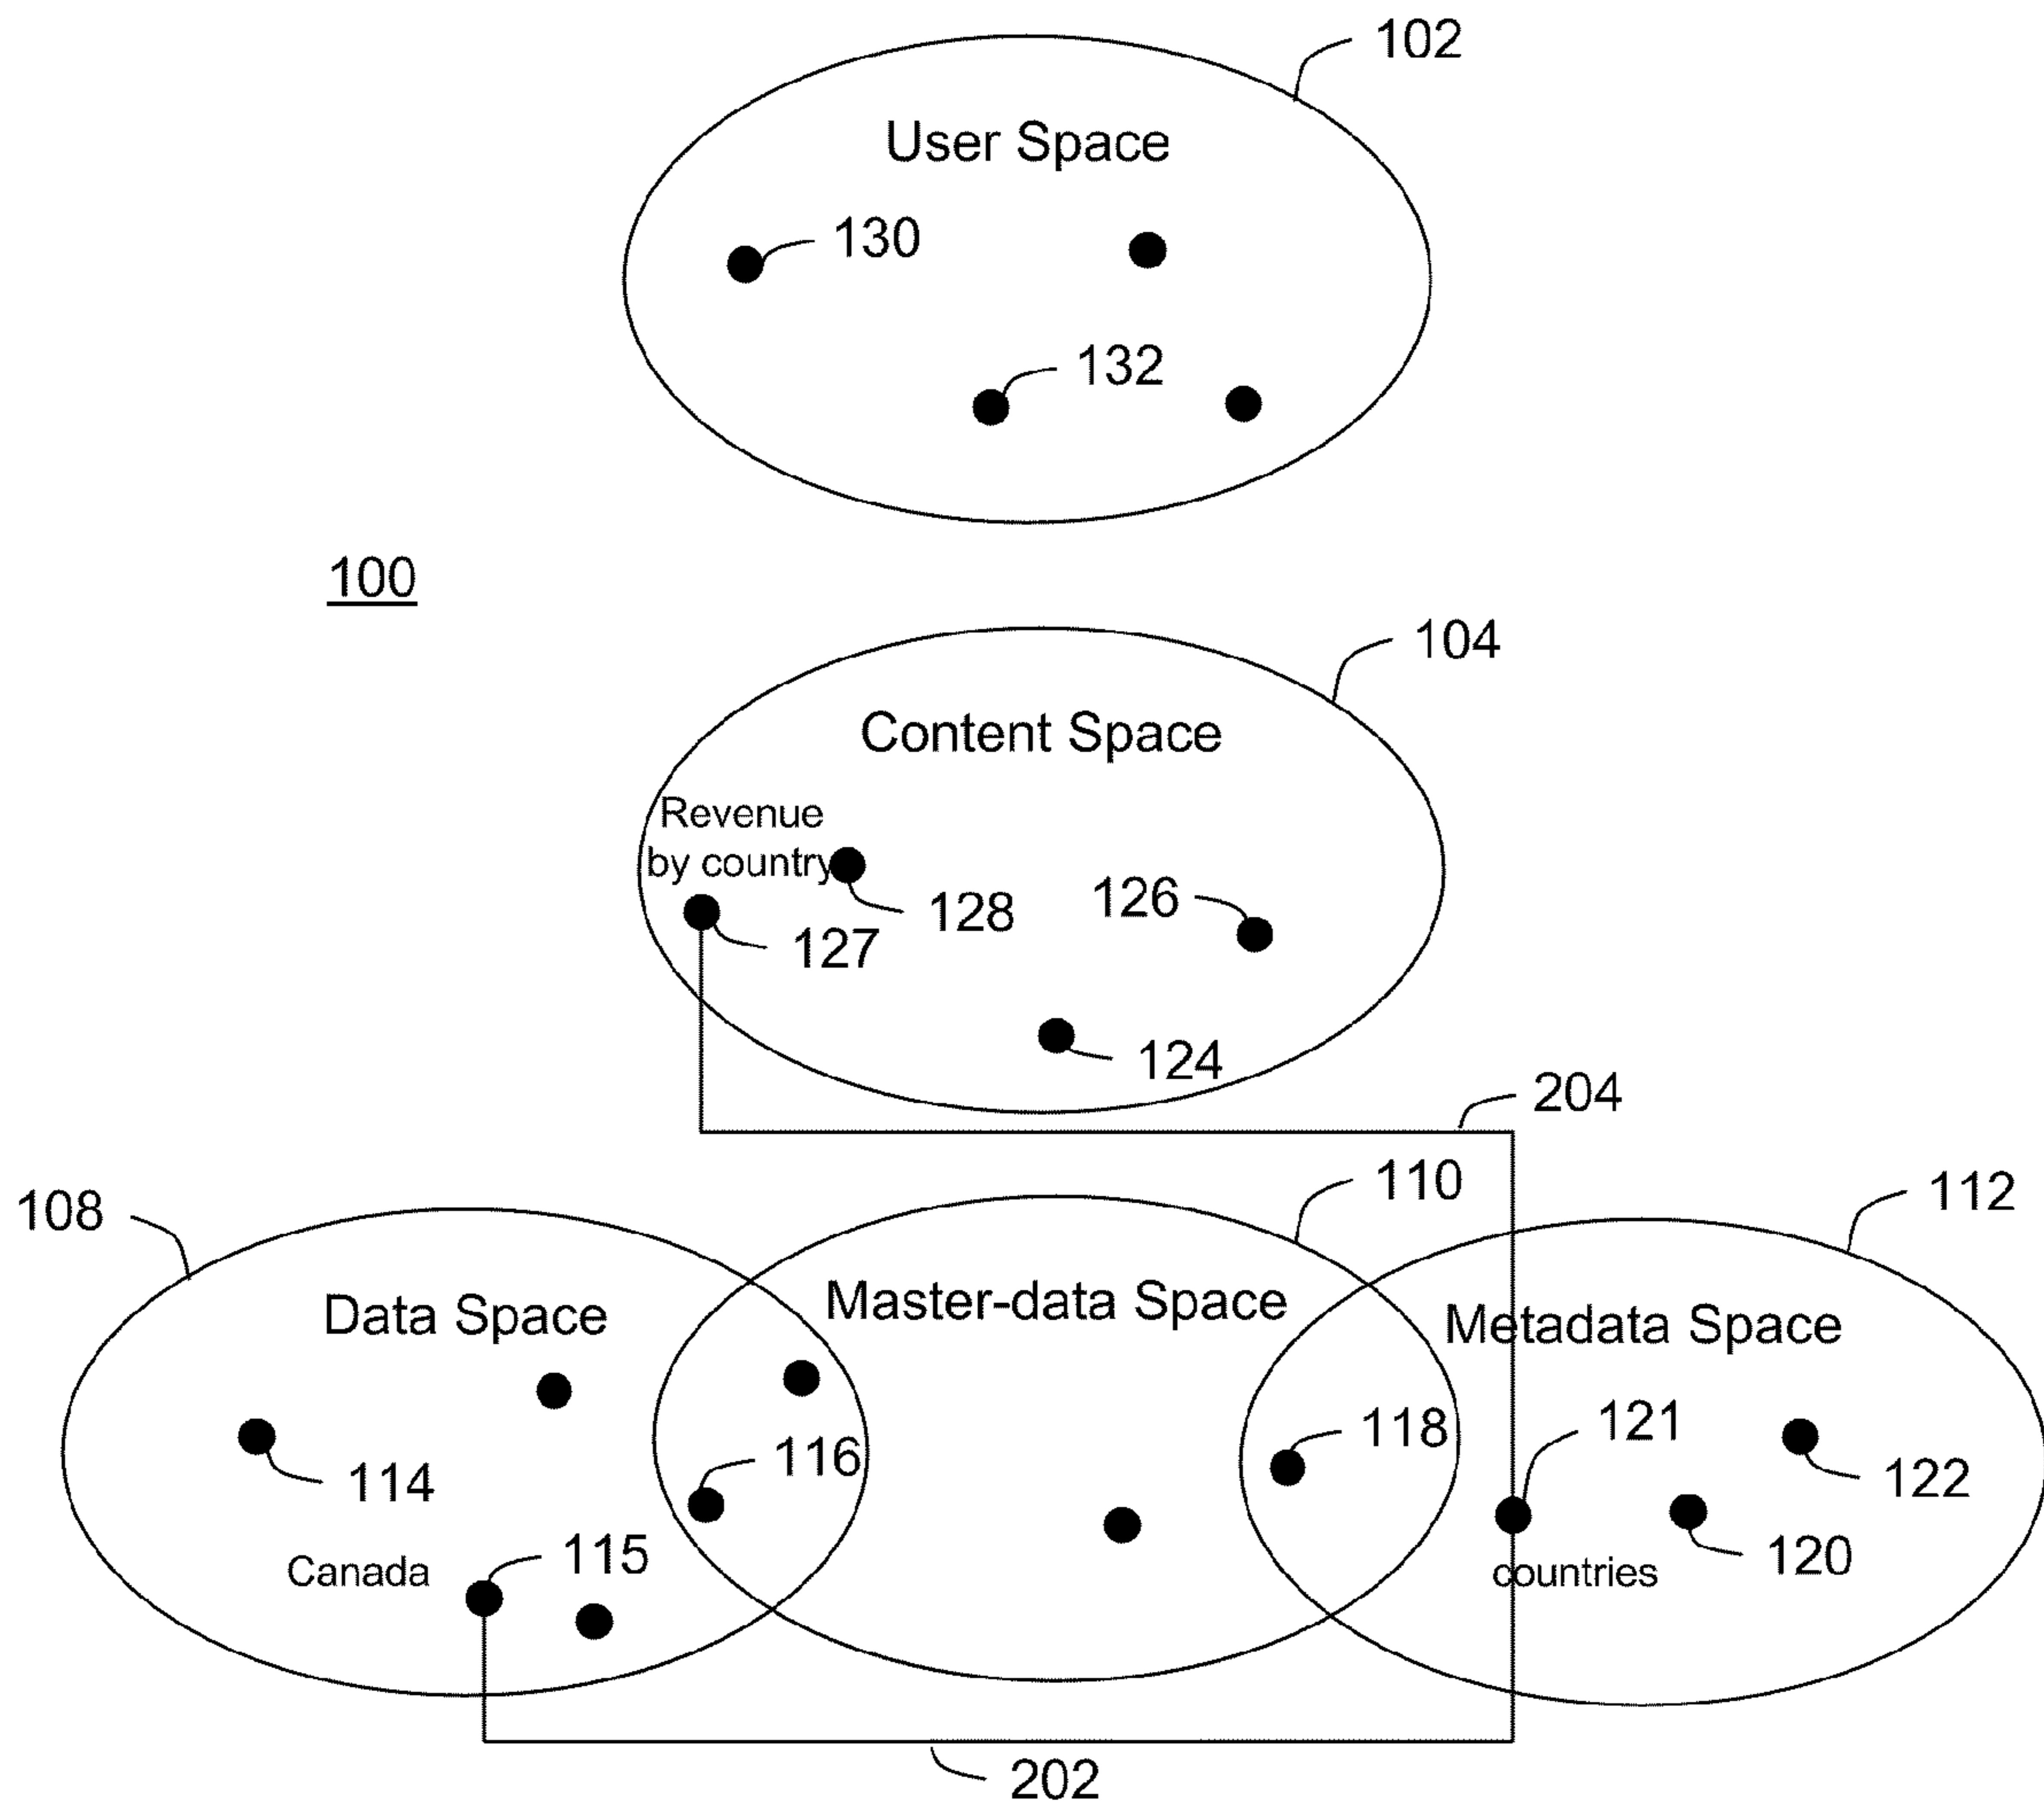 102
User Space
130
132
100
104
Content Space
Revenue
by country
128
126
127
124
204
110
108
112
Data Space
Master-data Space
Metadata Space
118
121
116
114
122
115
120
Canada
countries
202